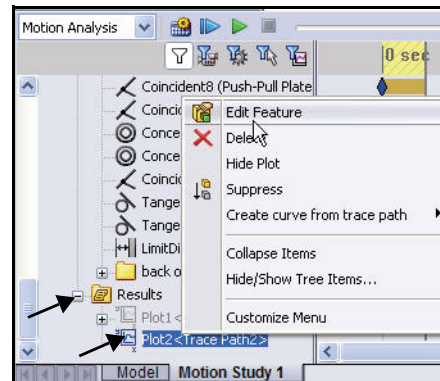 Motion Analysis
0 sec
Coincident8 (Push-Pull Plate
Coincid
Conce
Conce
Coincid
Tange
Tange
LimitDi
back o
Results
Plot1<
Plot2<Trace Path2>
Edit Feature
Delete
Hide Plot
Suppress
Create curve from trace path
Collapse Items
Hide/Show Tree Items...
Customize Menu
Model
Motion Study 1